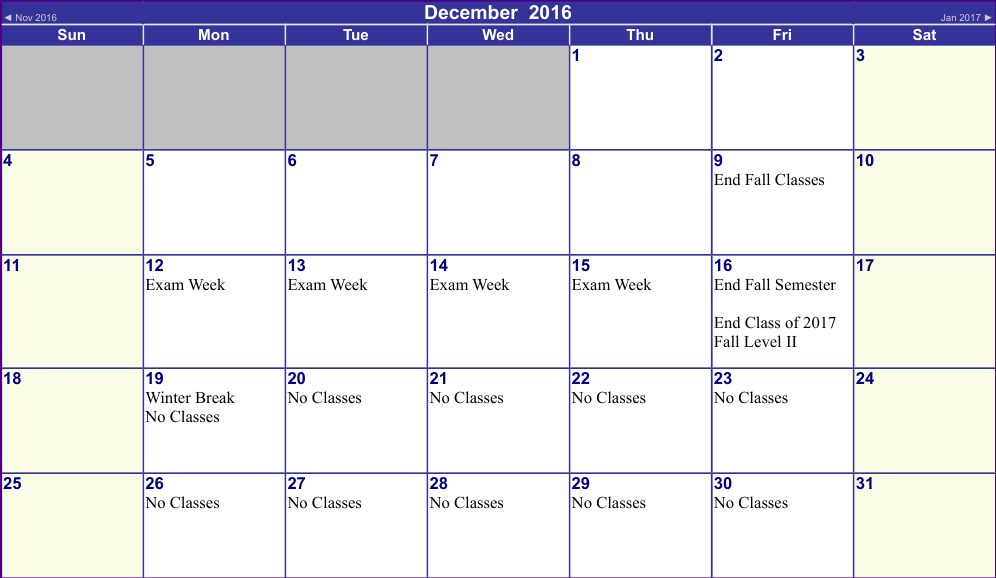 December 2016
◄ Nov 2016
Jan 2017 ►
Sun Mon Tue Wed Thu Fri Sat
1 2 3
4 5 6 7 8 9 10
End Fall Classes
11 12 13 14 15 16 17
Exam Week Exam Week Exam Week Exam Week End Fall Semester
End Class of 2017
Fall Level II
18 19 20 21 22 23 24
Winter Break No Classes No Classes No Classes No Classes
No Classes
25 26 27 28 29 30 31
No Classes No Classes No Classes No Classes No Classes